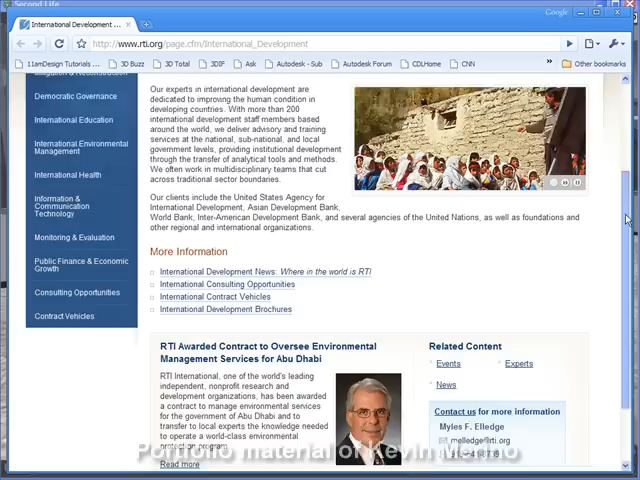 Second Life
International Development ...
Google
http://www.rti.org/page.cfm/International_Development
11amDesign Tutorials ...
3D Buzz
3D Total
3DIF
Ask
Autodesk - Sub
Autodesk Forum
CDLHome
CNN
»
Other bookmarks
Mitigation & Reconstruction
Democratic Governance
International Education
International Environmental
Management
International Health
Information &
Communication
Technology
Monitoring & Evaluation
Public Finance & Economic
Growth
Consulting Opportunities
Contract Vehicles
Our experts in international development are
dedicated to improving the human condition in
developing countries. With more than 200
international development staff members based
around the world, we deliver advisory and training
services at the national, sub-national, and local
government levels, providing institutional development
through the transfer of analytical tools and methods.
We often work in multidisciplinary teams that cut
across traditional sector boundaries.
Our clients include the United States Agency for
International Development, Asian Development Bank,
World Bank, Inter-American Development Bank, and several agencies of the United Nations, as well as foundations and
other regional and international organizations.
More Information
International Development News: Where in the world is RTI
International Consulting Opportunities
International Contract Vehicles
International Development Brochures
RTI Awarded Contract to Oversee Environmental
Management Services for Abu Dhabi
RTI International, one of the world's leading
independent, nonprofit research and
development organizations, has been awarded
a contract to manage environmental services
for the government of Abu Dhabi and to
transfer to local experts the knowledge needed
to operate a world-class environmental
protection program.
Read more
Related Content
Events
Experts
News
Contact us for more information
Myles F. Elledge
melledge@rti.org
Portfolio material of Kevin